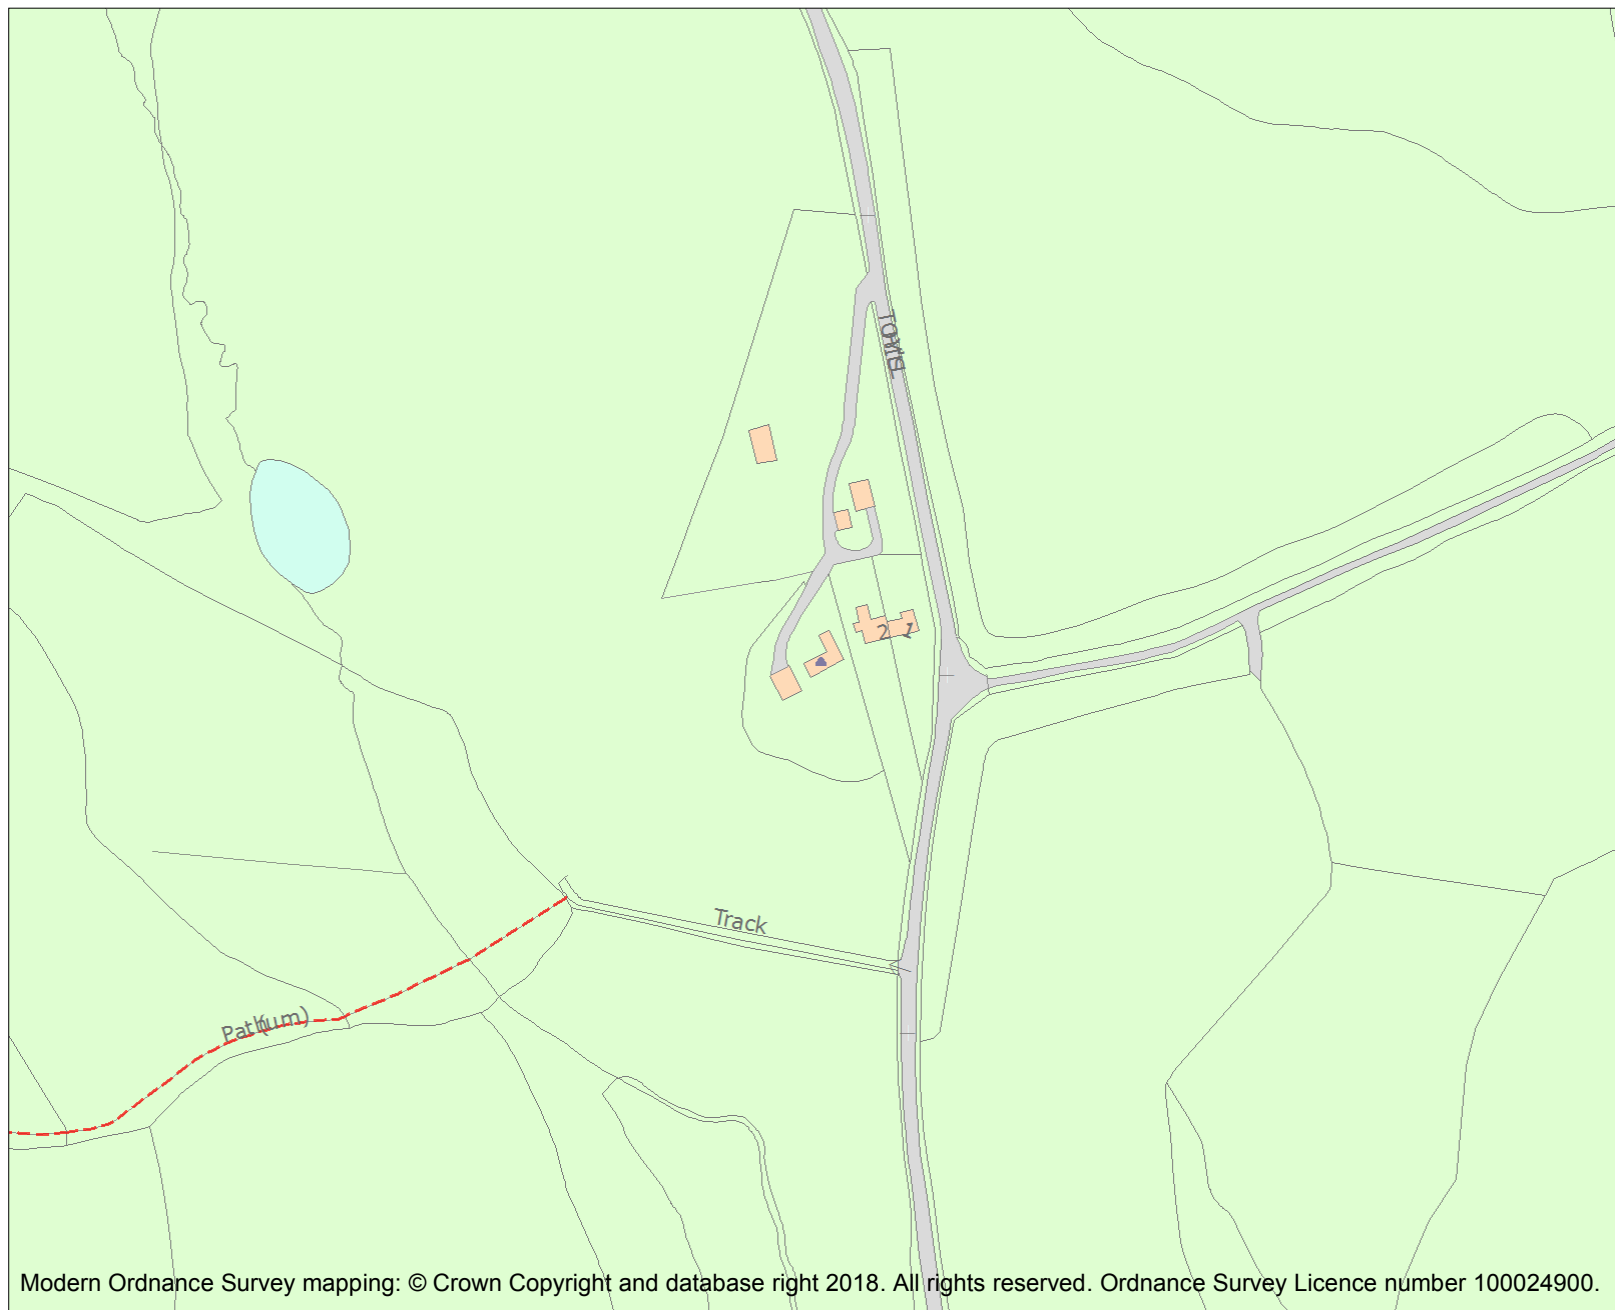 2 1
Track
Path (um)
Modern Ordnance Survey mapping: © Crown Copyright and database right 2018. All rights reserved. Ordnance Survey Licence number 100024900.